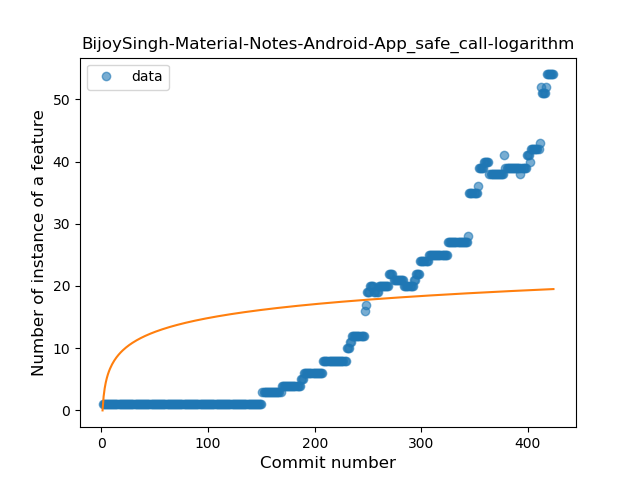 BijoySingh-Material-Notes-Android-App_safe_call-logarithm
data
Number of instance of a feature
50
40
30
20
10
0
0 100 200 300 400
Commit number